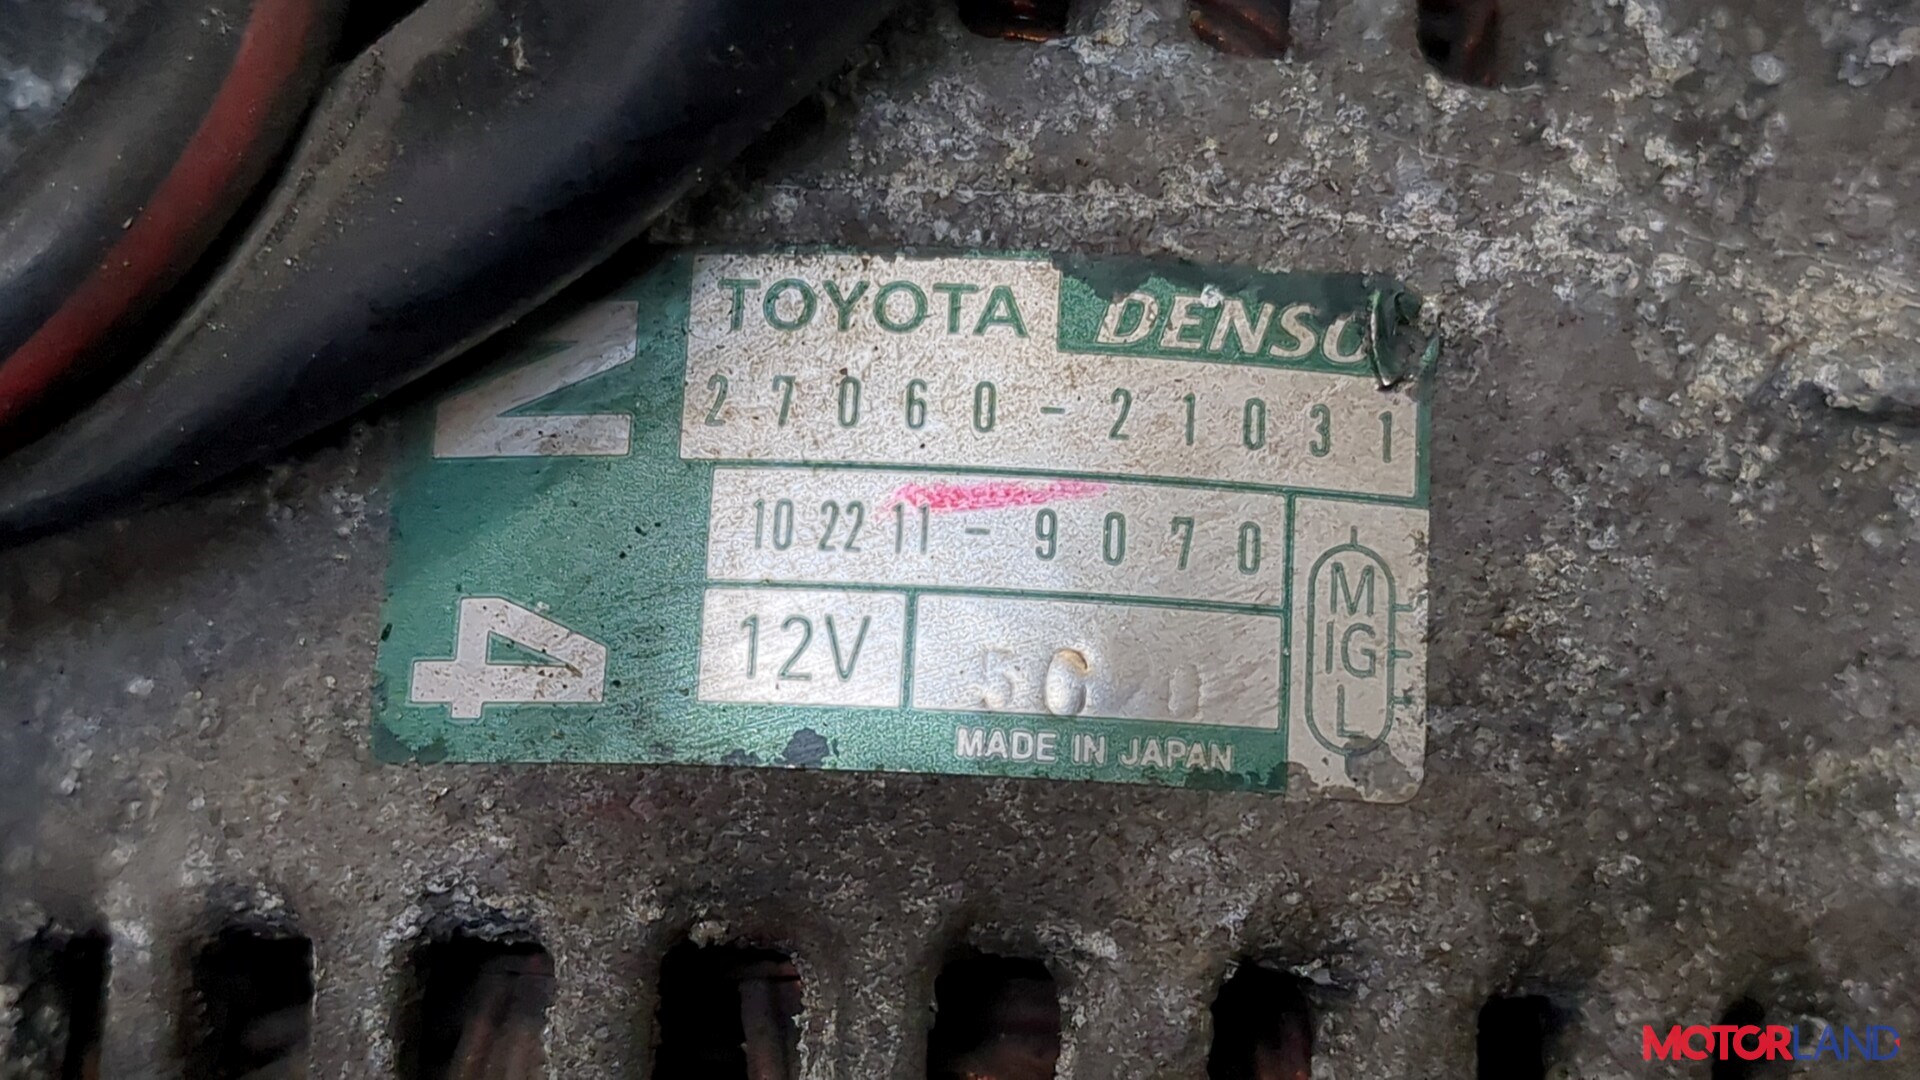 TOYOTA DENSO
27060-21031
102211-9070
12V
MADE IN JAPAN
M
IG
L
4
MOTORLAND